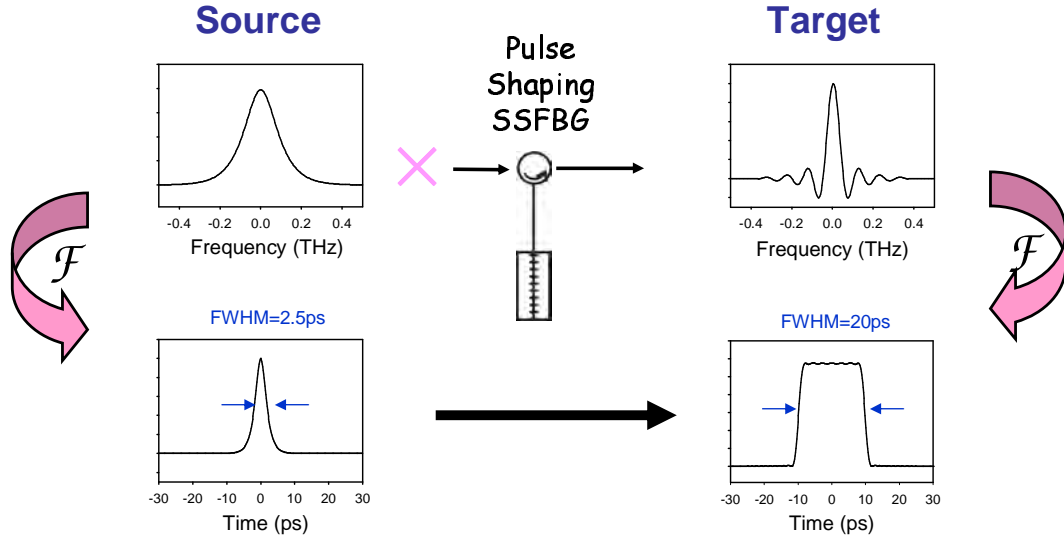 Source
Target
Pulse
Shaping
SSFBG
-0.4 -0.2 0.0 0.2 0.4
Frequency (THz)
-0.4 -0.2 0.0 0.2 0.4
Frequency (THz)
ℱ
ℱ
FWHM=2.5ps
FWHM=20ps
-30 -20 -10 0 10 20 30
Time (ps)
-30 -20 -10 0 10 20 30
Time (ps)